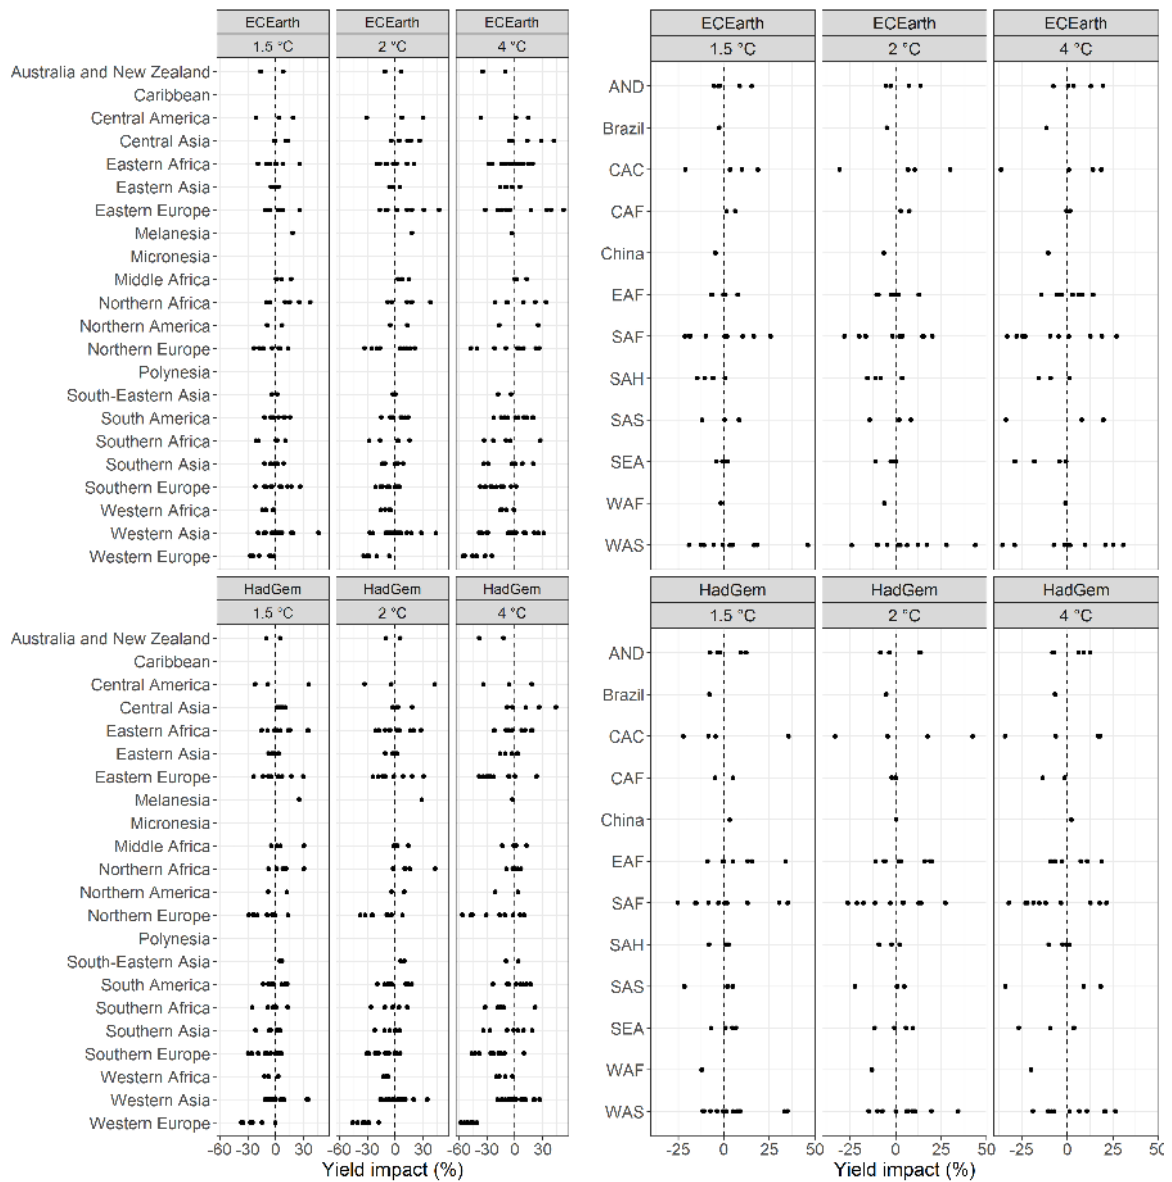 ECEarth ECEarth ECEarth
1.5 °C 2 °C 4 °C
Australia and New Zealand
Caribbean
Central America
Central Asia
Eastern Africa
Eastern Asia
Eastern Europe
Melanesia
Micronesia
Middle Africa
Northern Africa
Northern America
Northern Europe
Polynesia
South-Eastern Asia
South America
Southern Africa
Southern Asia
Southern Europe
Western Africa
Western Asia
Western Europe
HadGem HadGem HadGem
1.5 °C 2 °C 4 °C
Australia and New Zealand
Caribbean
Central America
Central Asia
Eastern Africa
Eastern Asia
Eastern Europe
Melanesia
Micronesia
Middle Africa
Northern Africa
Northern America
Northern Europe
Polynesia
South-Eastern Asia
South America
Southern Africa
Southern Asia
Southern Europe
Western Africa
Western Asia
Western Europe
-60 -30 0 30 -60 -30 0 30 -60 -30 0 30
Yield impact (%)
ECEarth ECEarth ECEarth
1.5 °C 2 °C 4 °C
AND
Brazil
CAC
CAF
China
EAF
SAF
SAH
SAS
SEA
WAF
WAS
HadGem HadGem HadGem
1.5 °C 2 °C 4 °C
AND
Brazil
CAC
CAF
China
EAF
SAF
SAH
SAS
SEA
WAF
WAS
-25 0 25 50 -25 0 25 50 -25 0 25 50
Yield impact (%)